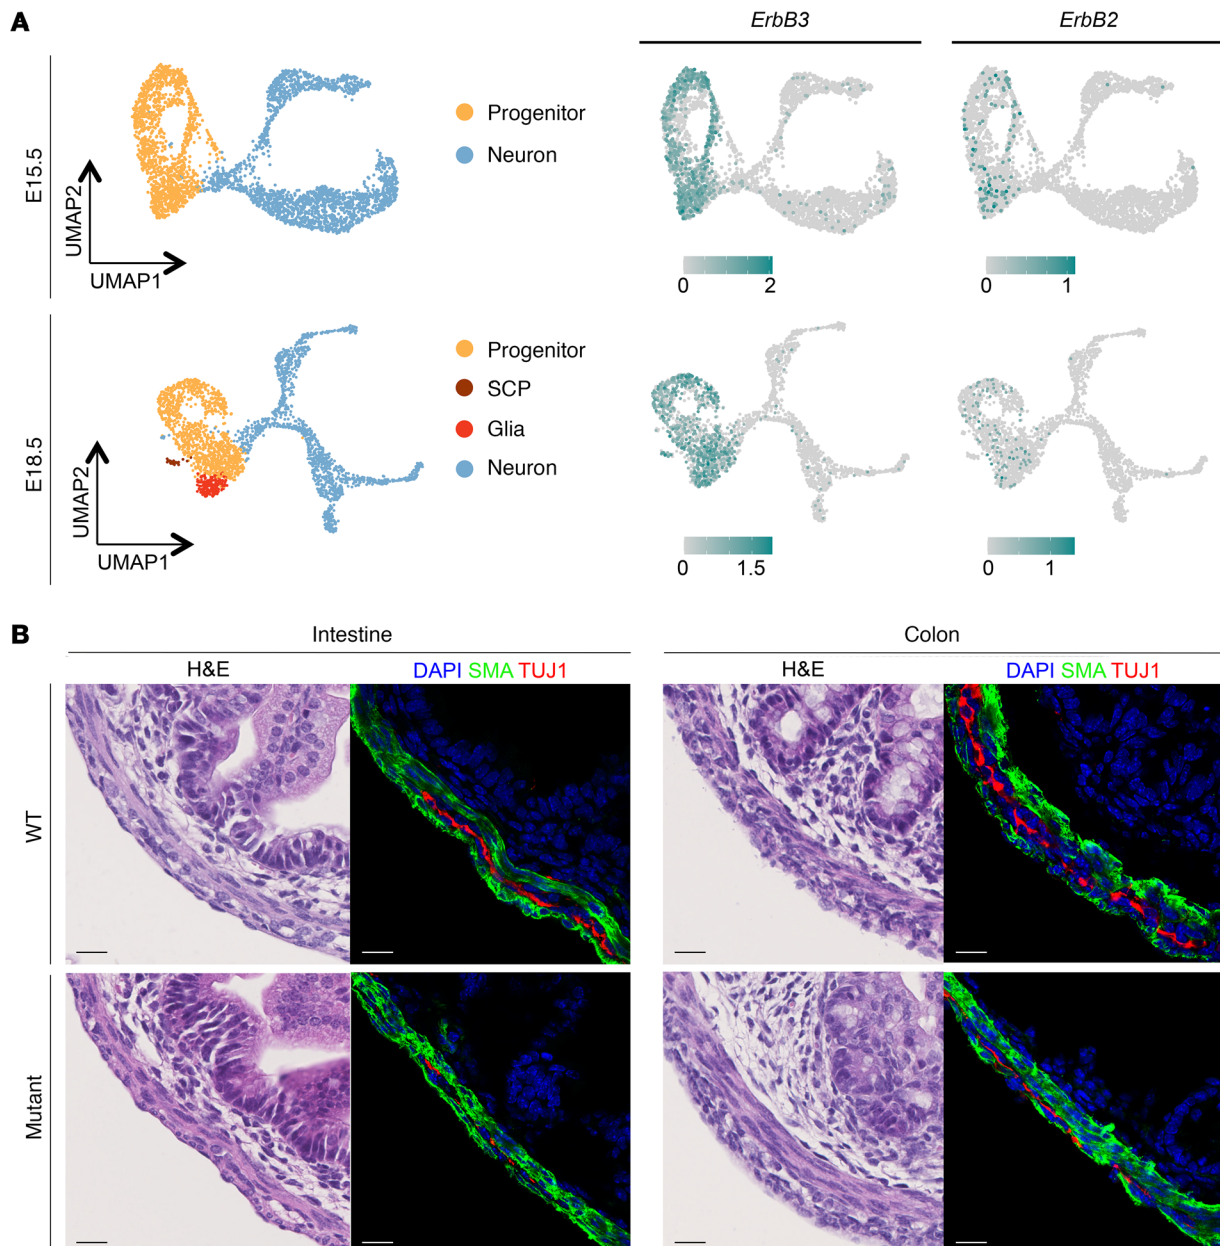 A
ErbB3
ErbB2
E15.5
UMAP2
UMAP1
Progenitor
Neuron
0 2
0 1
E18.5
UMAP2
UMAP1
Progenitor
SCP
Glia
Neuron
0 1.5
0 1
B
Intestine
Colon
H&E
DAPI SMA TUJ1
H&E
DAPI SMA TUJ1
WT
Mutant